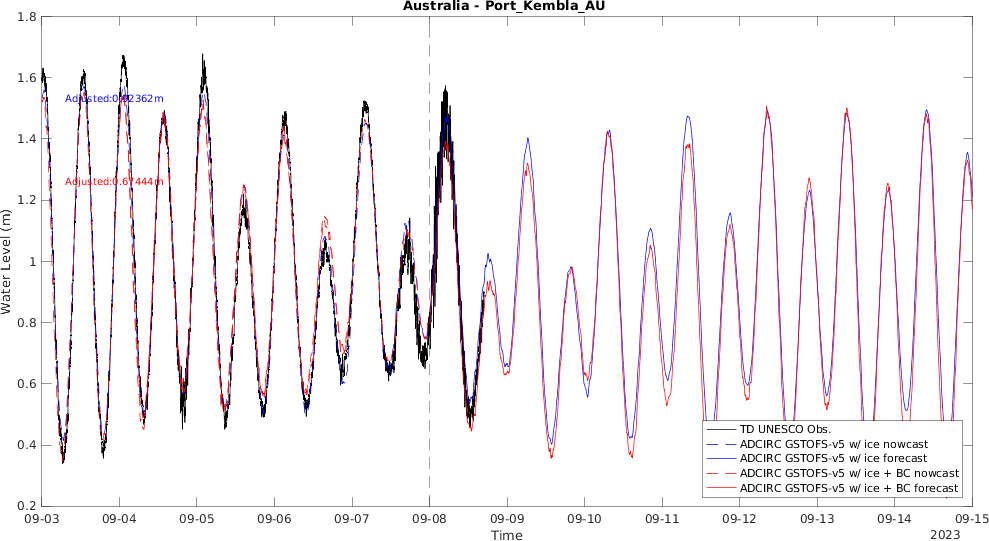 Australia - Port_Kembla_AU
1.8
1.6
1.4
1.2
1
0.8
0.6
0.4
0.2
Water Level (m)
Adjusted:
2362m
Adjusted:0.67444m
TD UNESCO Obs.
ADCIRC GSTOFS-v5 w/ ice nowcast
ADCIRC GSTOFS-v5 w/ ice forecast
ADCIRC GSTOFS-v5 w/ ice + BC nowcast
ADCIRC GSTOFS-v5 w/ ice + BC forecast
09-03 09-04 09-05 09-06 09-07 09-08 09-09 09-10 09-11 09-12 09-13 09-14 09-15
Time
2023